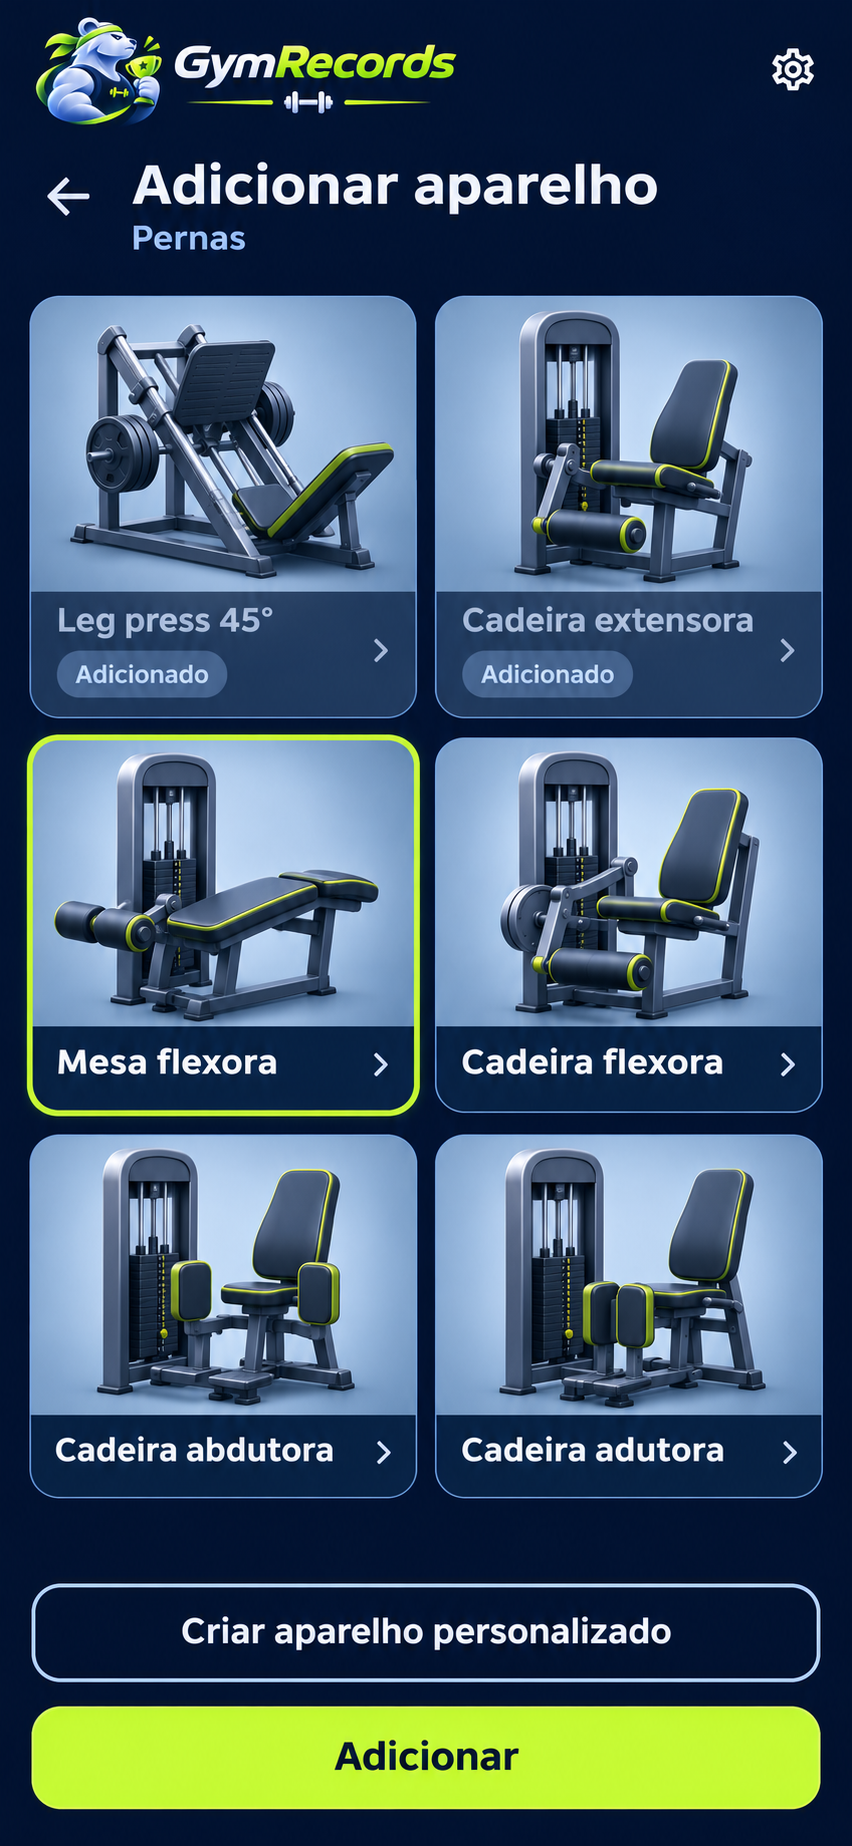 GymRecords
Adicionar aparelho
Pernas
Leg press 45°
Adicionado
Cadeira extensora
Adicionado
Mesa flexora
Cadeira flexora
Cadeira abdutora
Cadeira adutora
Criar aparelho personalizado
Adicionar